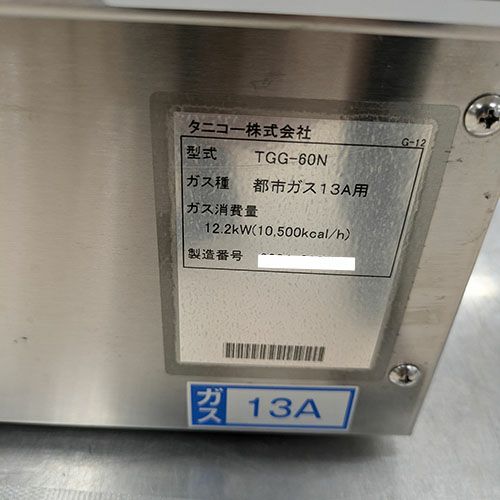 タニコー株式会社
G-12
型式 TGG-60N
ガス種 都市ガス13A用
ガス消費量
12.2kW(10,500kcal/h)
製造番号
ガス 13A